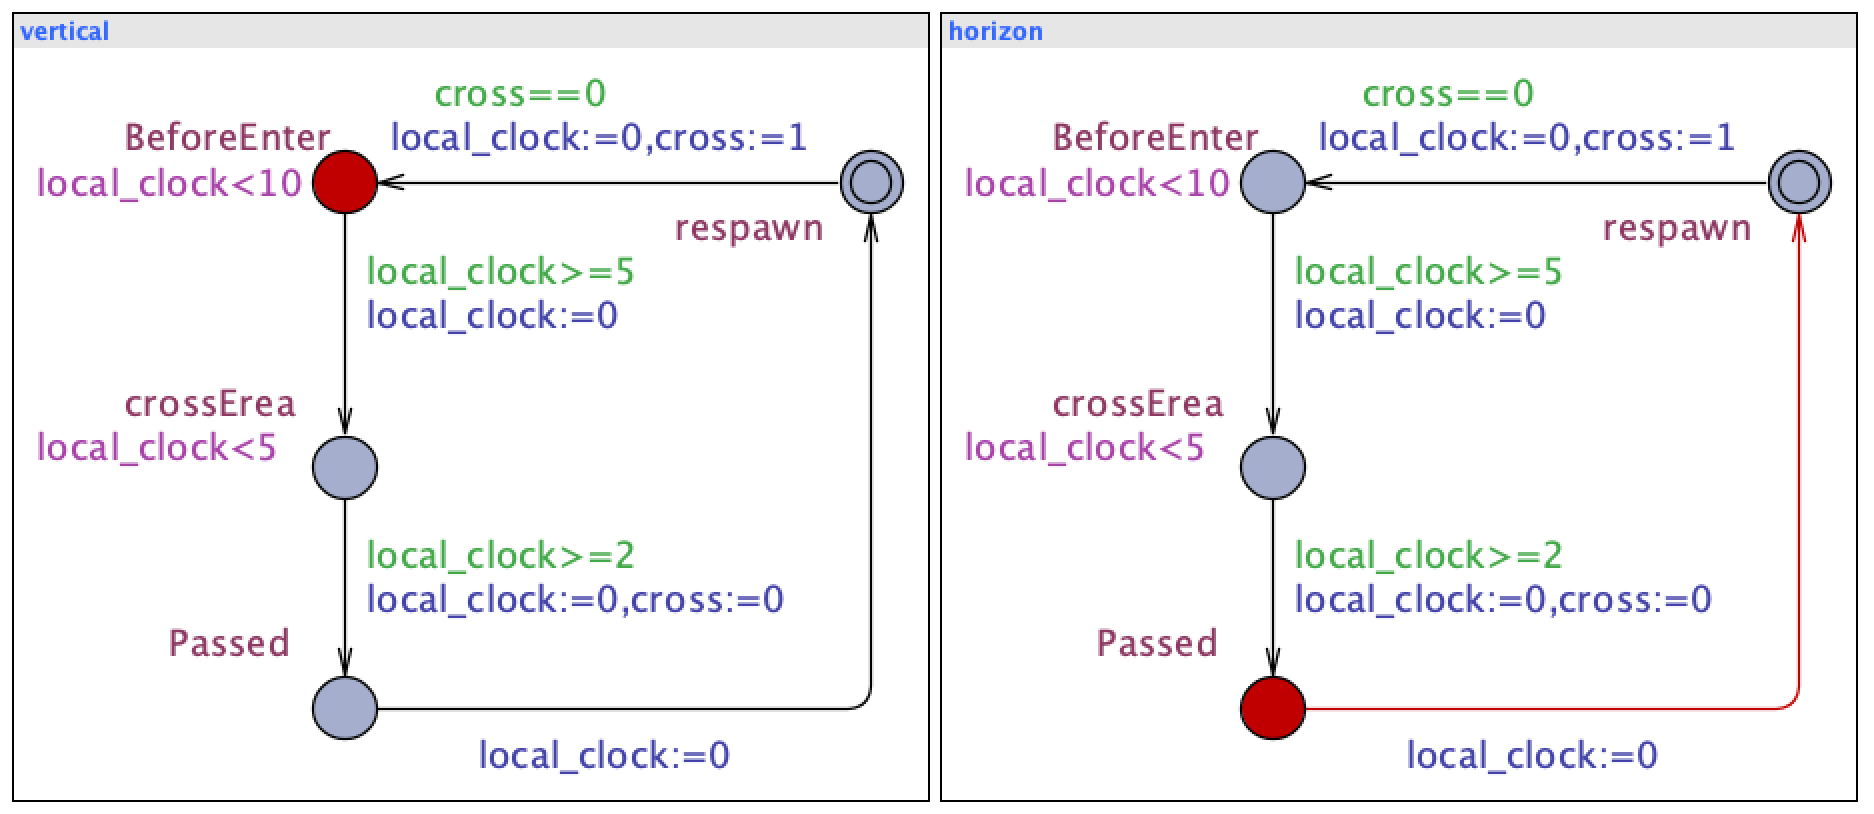 vertical
cross==0
BeforeEnter
local_clock:=0,cross:=1
local_clock<10
respawn
local_clock>=5
local_clock:=0
crossErea
local_clock<5
local_clock>=2
local_clock:=0,cross:=0
Passed
local_clock:=0
horizon
cross==0
BeforeEnter
local_clock:=0,cross:=1
local_clock<10
respawn
local_clock>=5
local_clock:=0
crossErea
local_clock<5
local_clock>=2
local_clock:=0,cross:=0
Passed
local_clock:=0